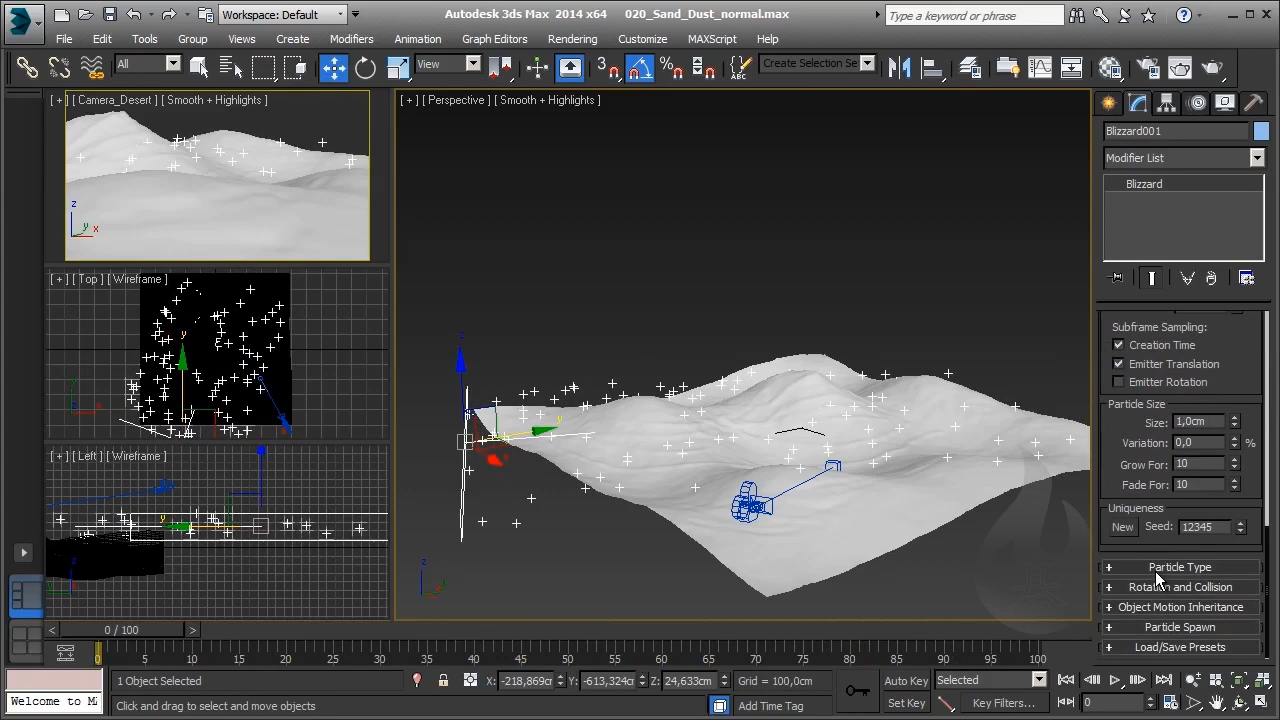 Workspace: Default
Autodesk 3ds Max 2014 x64 020_Sand_Dust_normal.max
Type a keyword or phrase
File Edit Tools Group Views Create Modifiers Animation Graph Editors Rendering Customize MAXScript Help
All
View
3
Create Selection Se
[ + ] [ Camera_Desert ] [ Smooth + Highlights ]
[ + ] [ Perspective ] [ Smooth + Highlights ]
[ + ] [ Top ] [ Wireframe ]
[ + ] [ Left ] [ Wireframe ]
Blizzard001
Modifier List
Blizzard
Subframe Sampling:
Creation Time
Emitter Translation
Emitter Rotation
Particle Size
Size: 1,0cm
Variation: 0,0 %
Grow For: 10
Fade For: 10
Uniqueness
New Seed: 12345
+ Particle Type
+ Rotation and Collision
+ Object Motion Inheritance
+ Particle Spawn
+ Load/Save Presets
< 0 / 100 >
0 5 10 15 20 25 30 35 40 45 50 55 60 65 70 75 80 85 90 95 100
1 Object Selected
X: -218,869cm Y: -613,324cm Z: 24,633cm Grid = 100,0cm
Auto Key Selected
Welcome to MA
Click and drag to select and move objects
Add Time Tag
Set Key Key Filters...
0